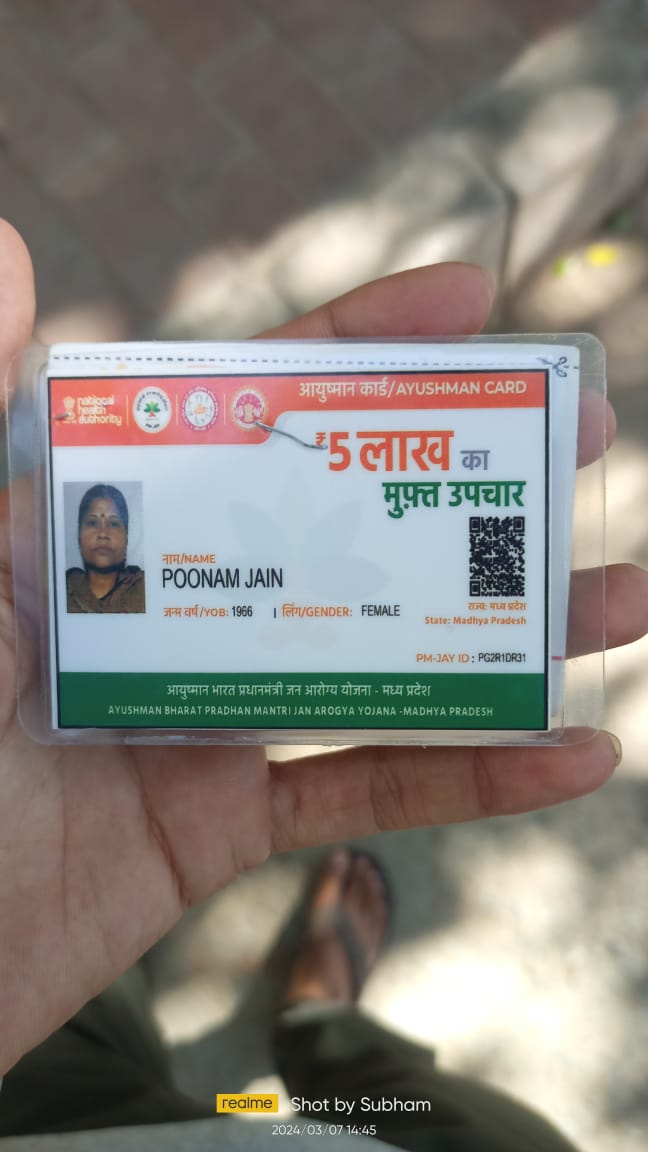 national
health
authority
आयुष्मान कार्ड/AYUSHMAN CARD
₹5 लाख का
मुफ़्त उपचार
नाम/NAME
POONAM JAIN
जन्म वर्ष/YOB: 1966 | लिंग/GENDER: FEMALE
राज्य: मध्य प्रदेश
State: Madhya Pradesh
PM-JAY ID : PG2R1DR31
आयुष्मान भारत प्रधानमंत्री जन आरोग्य योजना - मध्य प्रदेश
AYUSHMAN BHARAT PRADHAN MANTRI JAN AROGYA YOJANA -MADHYA PRADESH
realme Shot by Subham
2024/03/07 14:45